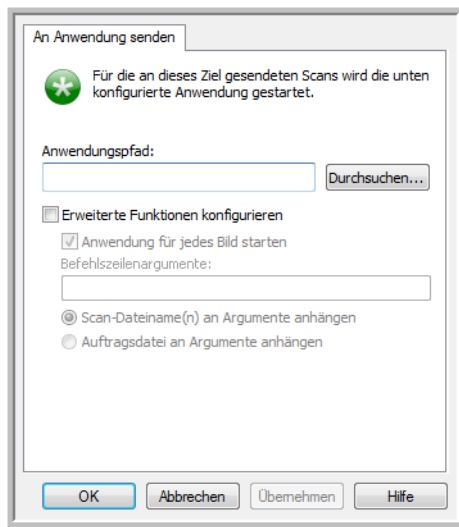 An Anwendung senden
Für die an dieses Ziel gesendeten Scans wird die unten
konfigurierte Anwendung gestartet.
Anwendungspfad:
Durchsuchen...
Erweiterte Funktionen konfigurieren
Anwendung für jedes Bild starten
Befehlszeilenargumente:
Scan-Dateiname(n) an Argumente anhängen
Auftragsdatei an Argumente anhängen
OK Abbrechen Übernehmen Hilfe